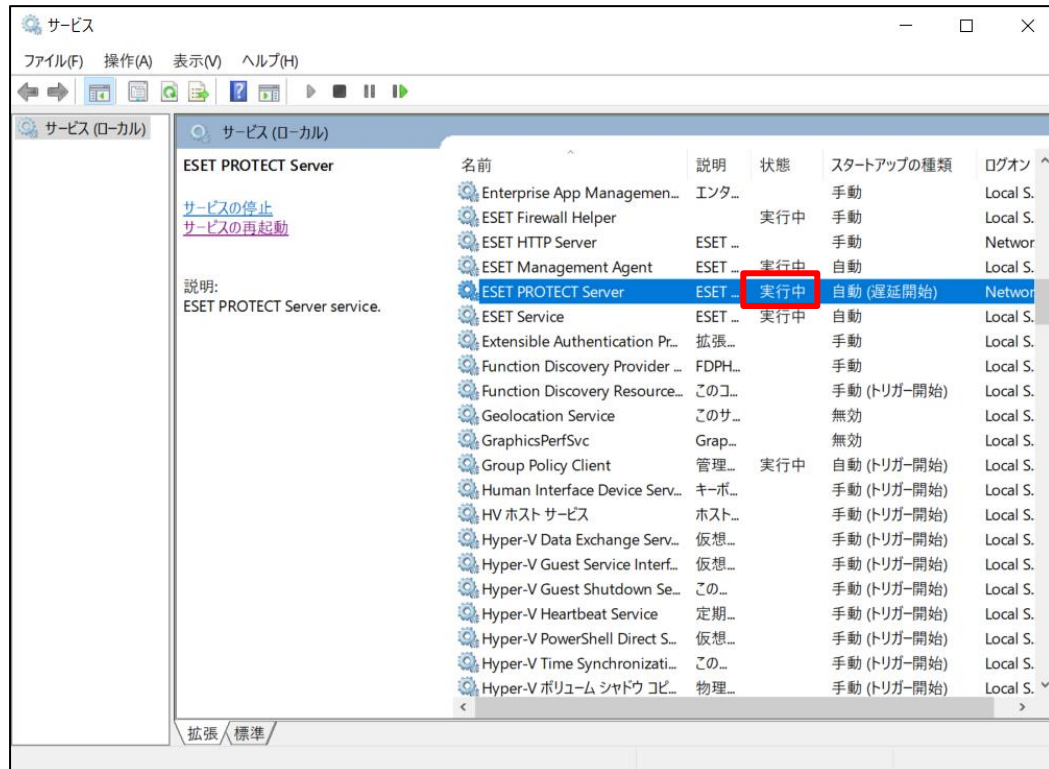 サービス
ファイル(F) 操作(A) 表示(V) ヘルプ(H)
サービス (ローカル)
サービス (ローカル)
ESET PROTECT Server
サービスの停止
サービスの再起動
説明:
ESET PROTECT Server service.
名前 説明 状態 スタートアップの種類 ログオン
Enterprise App Managemen... エンタ... 手動 Local S.
ESET Firewall Helper 実行中 手動 Local S.
ESET HTTP Server ESET ... 手動 Networ
ESET Management Agent ESET ... 実行中 自動 Local S.
ESET PROTECT Server ESET ... 実行中 自動 (遅延開始) Networ
ESET Service ESET ... 実行中 自動 Local S.
Extensible Authentication Pr... 拡張... 手動 Local S.
Function Discovery Provider ... FDPH... 手動 Local S.
Function Discovery Resource... このコ... 手動 (トリガー開始) Local S.
Geolocation Service このサ... 無効 Local S.
GraphicsPerfSvc Grap... 無効 Local S.
Group Policy Client 管理... 実行中 自動 (トリガー開始) Local S.
Human Interface Device Serv... キーボ... 手動 (トリガー開始) Local S.
HV ホスト サービス ホスト... 手動 (トリガー開始) Local S.
Hyper-V Data Exchange Serv... 仮想... 手動 (トリガー開始) Local S.
Hyper-V Guest Service Interf... 仮想... 手動 (トリガー開始) Local S.
Hyper-V Guest Shutdown Se... この... 手動 (トリガー開始) Local S.
Hyper-V Heartbeat Service 定期... 手動 (トリガー開始) Local S.
Hyper-V PowerShell Direct S... 仮想... 手動 (トリガー開始) Local S.
Hyper-V Time Synchronizati... この... 手動 (トリガー開始) Local S.
Hyper-V ボリューム シャドウ コピ... 物理... 手動 (トリガー開始) Local S.
拡張 標準